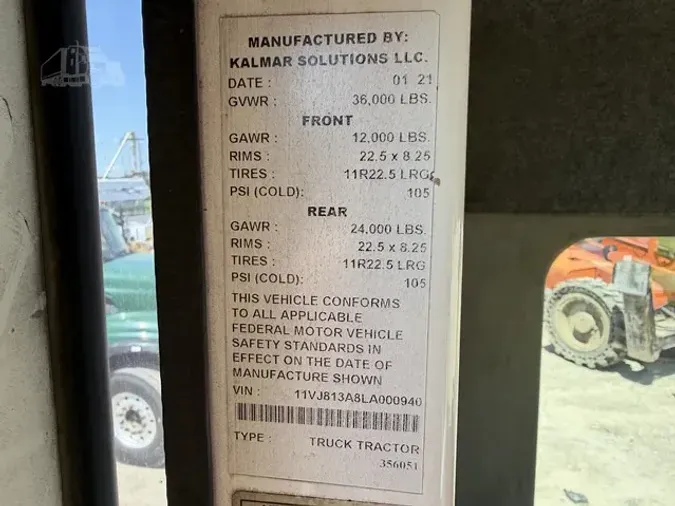 MANUFACTURED BY:
KALMAR SOLUTIONS LLC.
DATE : 01 21
GVWR : 36,000 LBS.
FRONT
GAWR : 12,000 LBS.
RIMS : 22.5 x 8.25
TIRES : 11R22.5 LRG
PSI (COLD): 105
REAR
GAWR : 24,000 LBS.
RIMS : 22.5 x 8.25
TIRES : 11R22.5 LRG
PSI (COLD): 105
THIS VEHICLE CONFORMS
TO ALL APPLICABLE
FEDERAL MOTOR VEHICLE
SAFETY STANDARDS IN
EFFECT ON THE DATE OF
MANUFACTURE SHOWN
VIN : 11VJ813A8LA000940
TYPE : TRUCK TRACTOR
356051